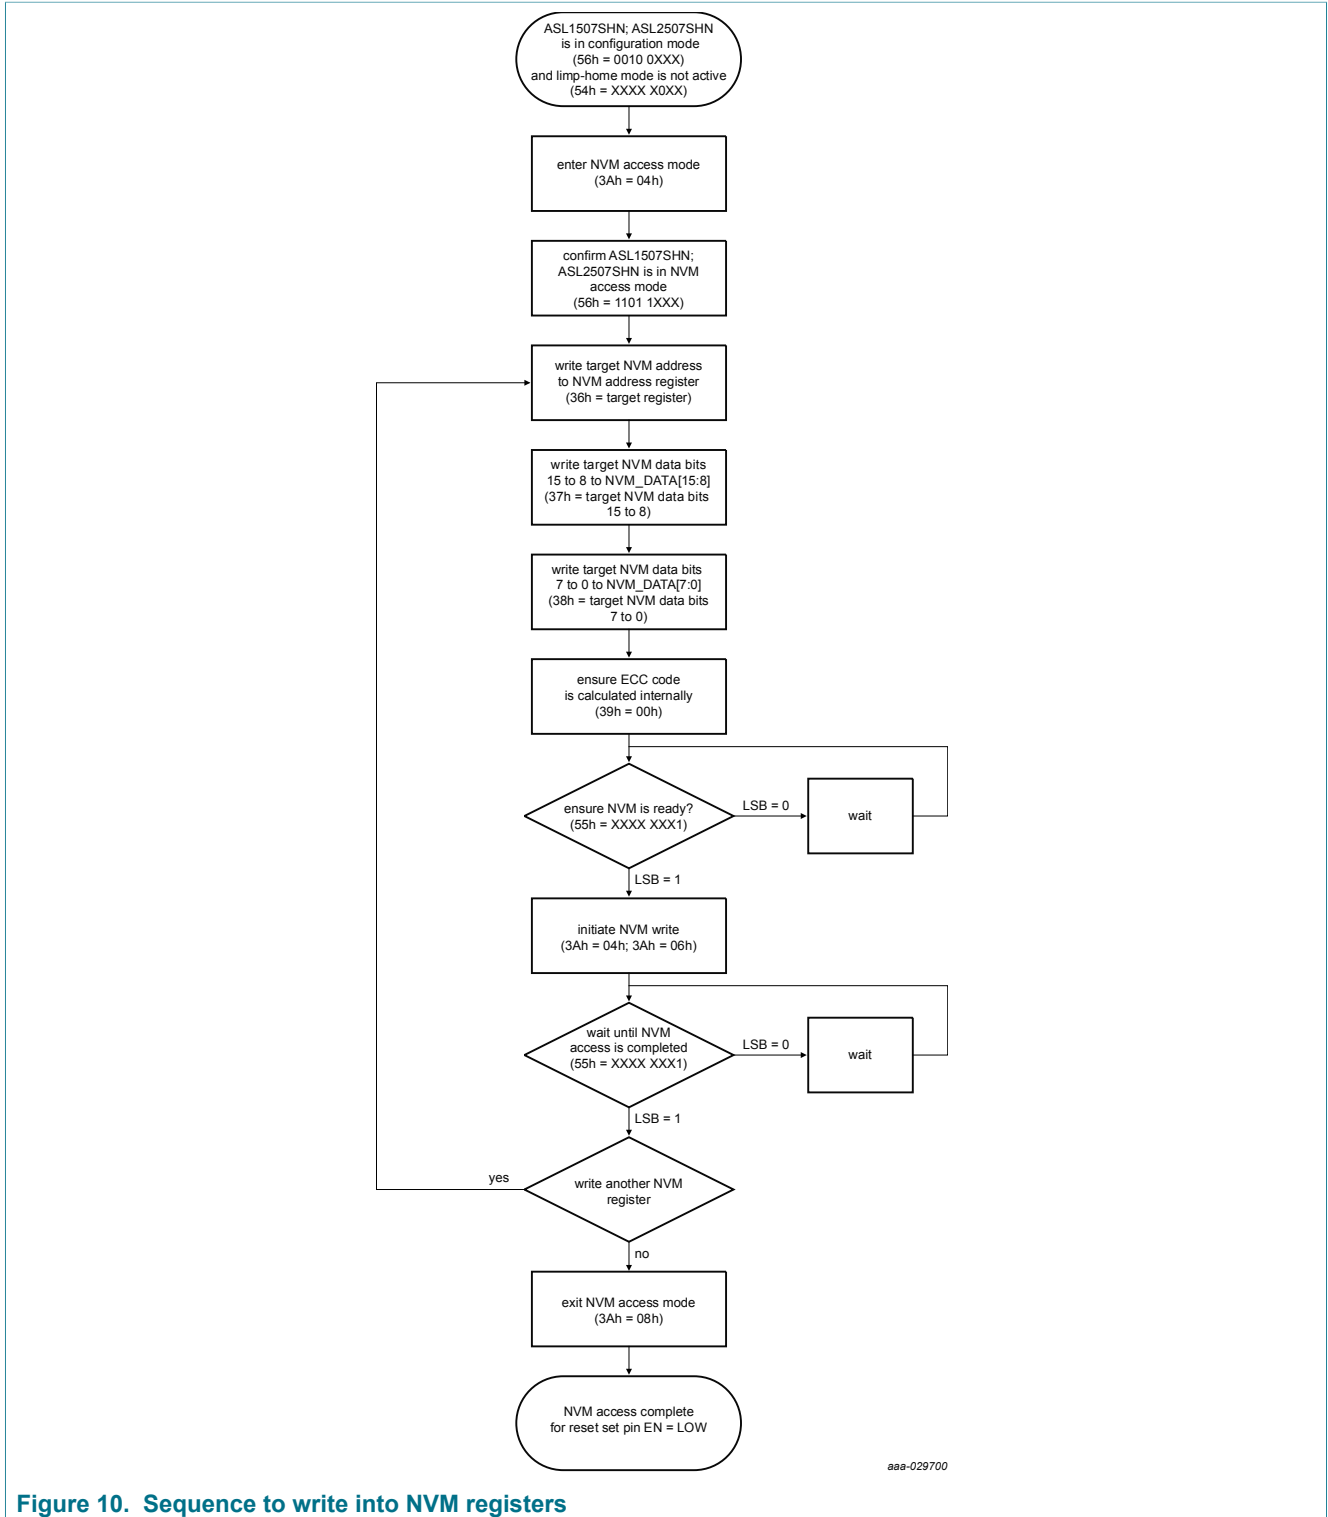 ASL1507SHN; ASL2507SHN
is in configuration mode
(56h = 0010 0XXX)
and limp-home mode is not active
(54h = XXXX X0XX)
enter NVM access mode
(3Ah = 04h)
confirm ASL1507SHN;
ASL2507SHN is in NVM
access mode
(56h = 1101 1XXX)
write target NVM address
to NVM address register
(36h = target register)
write target NVM data bits
15 to 8 to NVM_DATA[15:8]
(37h = target NVM data bits
15 to 8)
write target NVM data bits
7 to 0 to NVM_DATA[7:0]
(38h = target NVM data bits
7 to 0)
ensure ECC code
is calculated internally
(39h = 00h)
ensure NVM is ready?
(55h = XXXX XXX1)
LSB = 0
wait
LSB = 1
initiate NVM write
(3Ah = 04h; 3Ah = 06h)
wait until NVM
access is completed
(55h = XXXX XXX1)
LSB = 0
wait
LSB = 1
yes
write another NVM
register
no
exit NVM access mode
(3Ah = 08h)
NVM access complete
for reset set pin EN = LOW
aaa-029700
Figure 10. Sequence to write into NVM registers